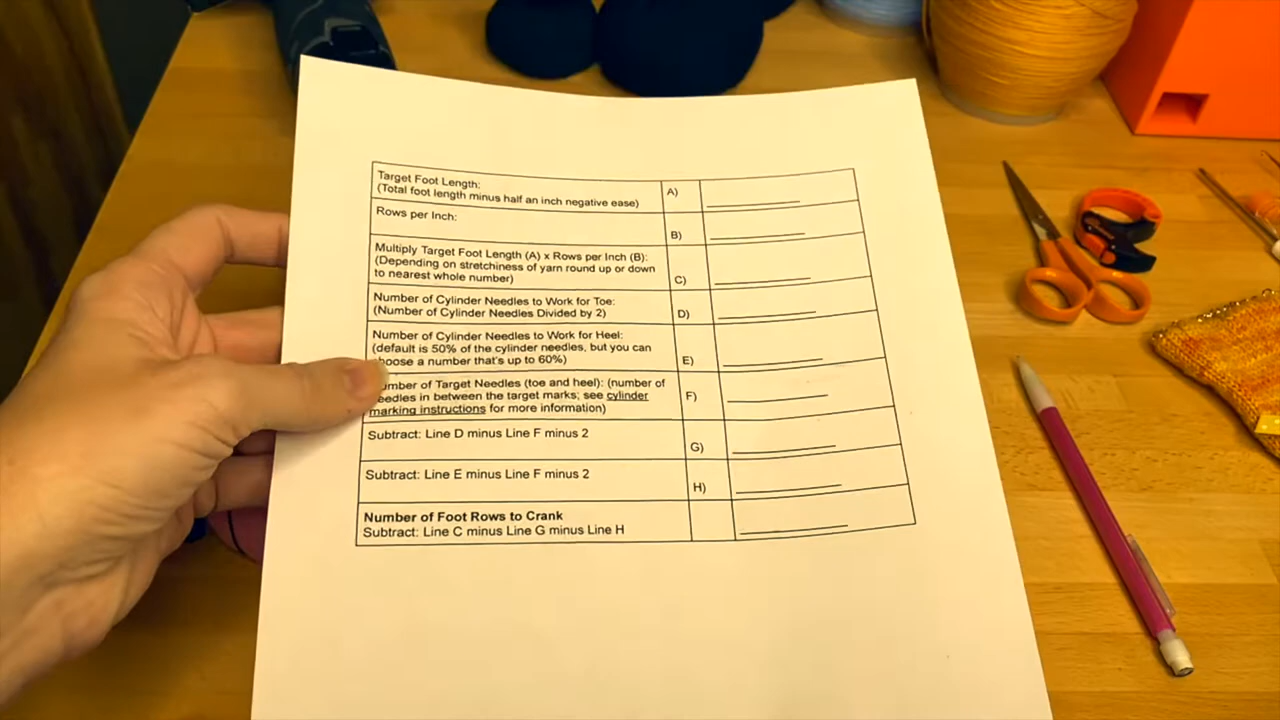 Target Foot Length:
(Total foot length minus half an inch negative ease)
A)
Rows per Inch:
B)
Multiply Target Foot Length (A) x Rows per Inch (B):
(Depending on stretchiness of yarn round up or down
to nearest whole number)
C)
Number of Cylinder Needles to Work for Toe:
(Number of Cylinder Needles Divided by 2)
D)
Number of Cylinder Needles to Work for Heel:
(default is 50% of the cylinder needles, but you can
hoose a number that's up to 60%)
E)
umber of Target Needles (toe and heel): (number of
eedles in between the target marks; see cylinder
marking instructions for more information)
F)
Subtract: Line D minus Line F minus 2
G)
Subtract: Line E minus Line F minus 2
H)
Number of Foot Rows to Crank
Subtract: Line C minus Line G minus Line H